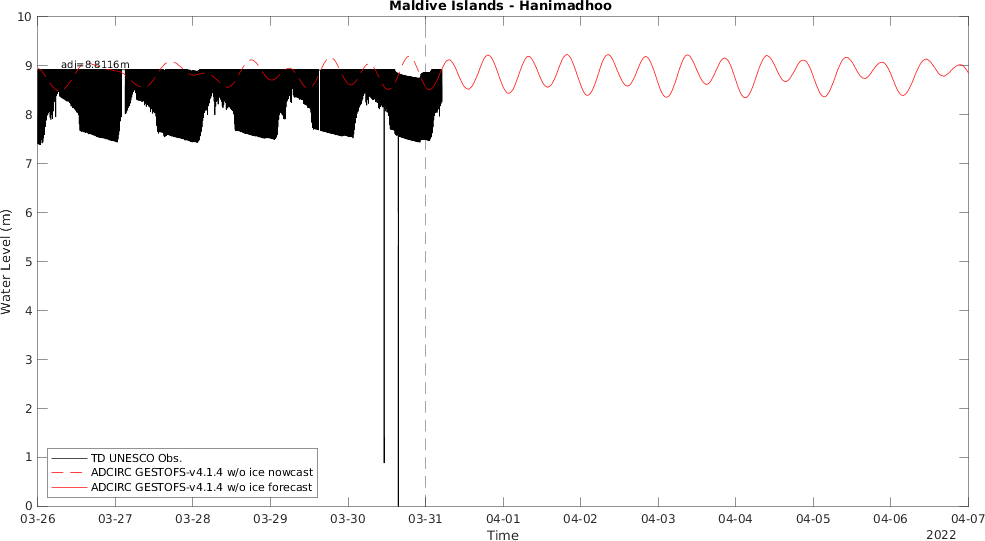 Maldive Islands - Hanimadhoo
10
9
8
7
6
5
4
3
2
1
0
Water Level (m)
adj=8.8116m
TD UNESCO Obs.
ADCIRC GESTOFS-v4.1.4 w/o ice nowcast
ADCIRC GESTOFS-v4.1.4 w/o ice forecast
03-26 03-27 03-28 03-29 03-30 03-31 04-01 04-02 04-03 04-04 04-05 04-06 04-07
Time
2022